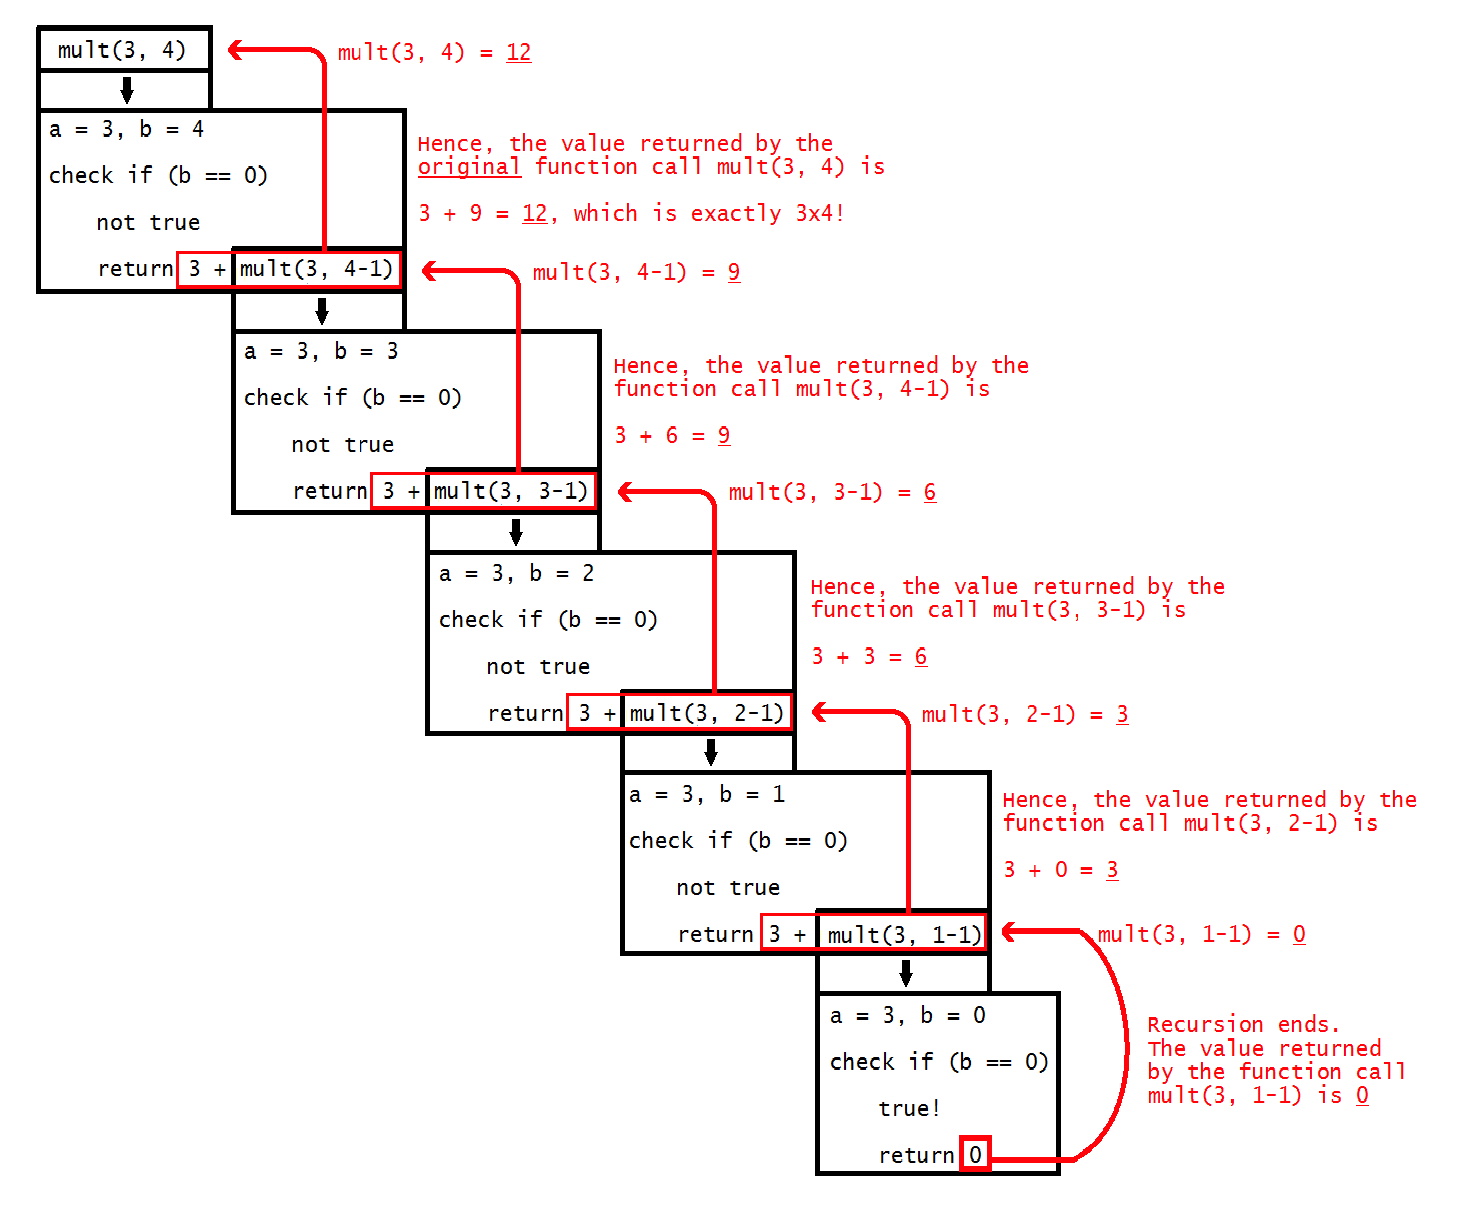 mult(3, 4)
mult(3, 4) = 12
a = 3, b = 4
check if (b == 0)
not true
return 3 + mult(3, 4-1)
Hence, the value returned by the
original function call mult(3, 4) is
3 + 9 = 12, which is exactly 3x4!
mult(3, 4-1) = 9
a = 3, b = 3
check if (b == 0)
not true
return 3 + mult(3, 3-1)
Hence, the value returned by the
function call mult(3, 4-1) is
3 + 6 = 9
mult(3, 3-1) = 6
a = 3, b = 2
check if (b == 0)
not true
return 3 + mult(3, 2-1)
Hence, the value returned by the
function call mult(3, 3-1) is
3 + 3 = 6
mult(3, 2-1) = 3
a = 3, b = 1
check if (b == 0)
not true
return 3 + mult(3, 1-1)
Hence, the value returned by the
function call mult(3, 2-1) is
3 + 0 = 3
mult(3, 1-1) = 0
a = 3, b = 0
check if (b == 0)
true!
return 0
Recursion ends.
The value returned
by the function call
mult(3, 1-1) is 0